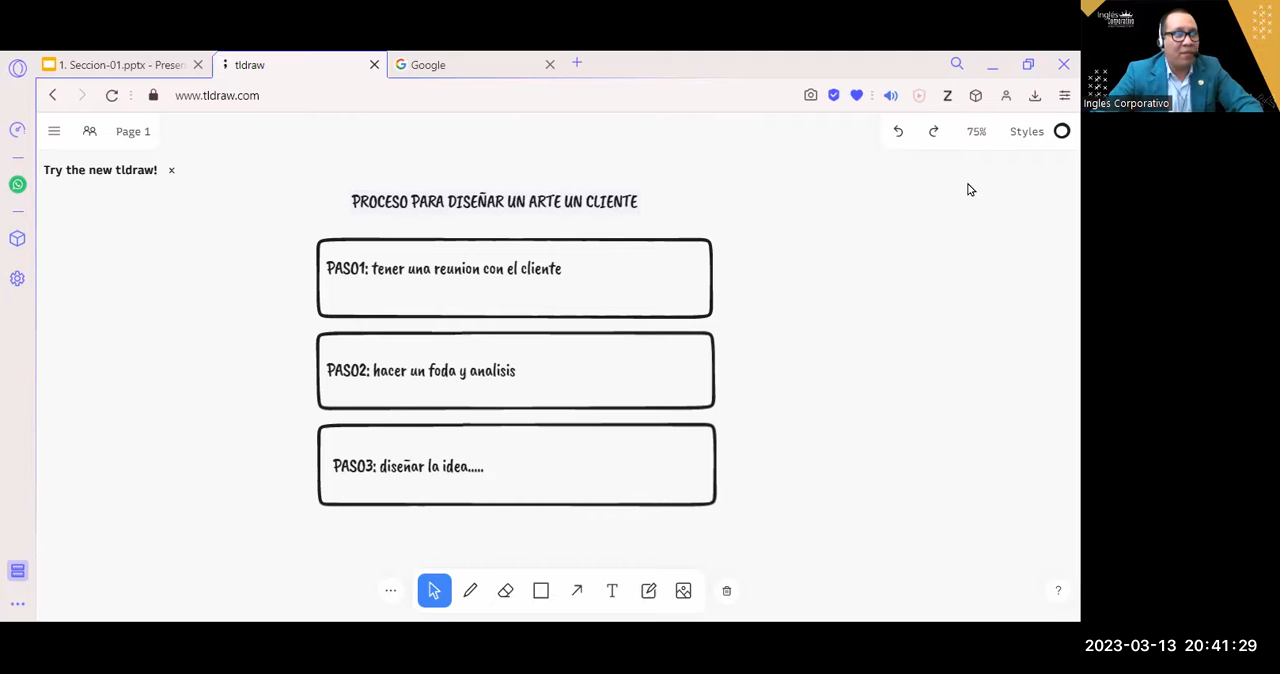 1. Seccion-01.pptx - Presen
tldraw
Google
www.tldraw.com
Page 1
75%
Styles
Try the new tldraw!
PROCESO PARA DISEÑAR UN ARTE UN CLIENTE
PASO1: tener una reunion con el cliente
PASO2: hacer un foda y analisis
PASO3: diseñar la idea.....
Inglés
Corporativo
Ingles Corporativo
2023-03-13 20:41:29